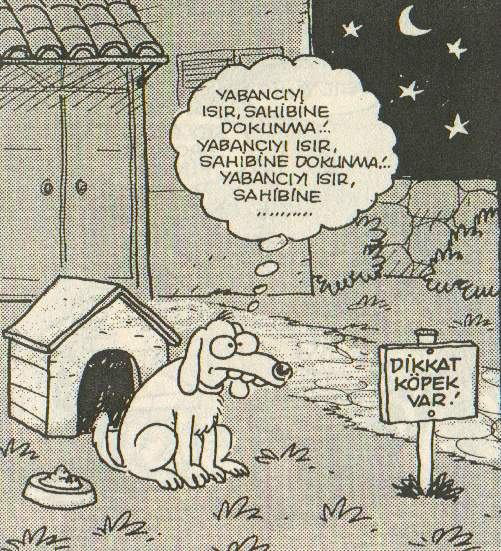 YABANCIYI
ISIR, SAHİBİNE
DOKUNMA!..
YABANCIYI ISIR,
SAHİBİNE DOKUNMA!..
YABANCIYI ISIR,
SAHİBİNE
..........
DİKKAT
KÖPEK
VAR!